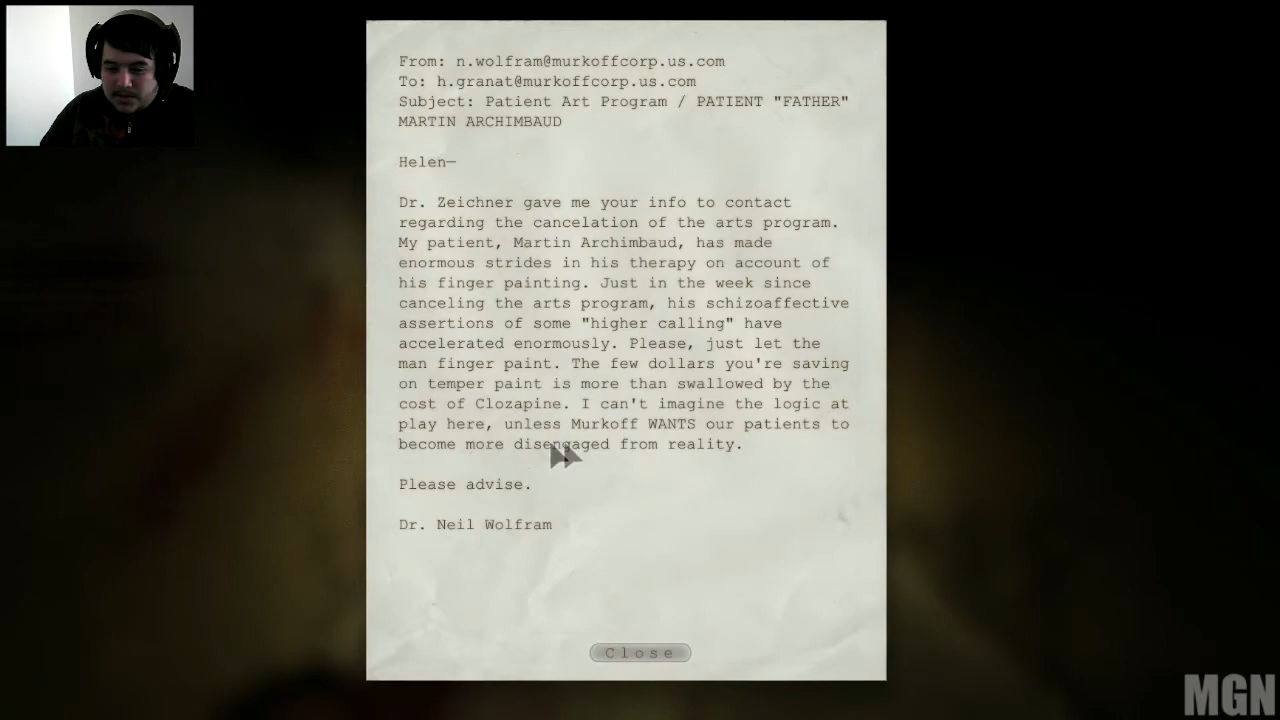 From: n.wolfram@murkoffcorp.us.com
To: h.granat@murkoffcorp.us.com
Subject: Patient Art Program / PATIENT "FATHER"
MARTIN ARCHIMBAUD
Helen—
Dr. Zeichner gave me your info to contact
regarding the cancelation of the arts program.
My patient, Martin Archimbaud, has made
enormous strides in his therapy on account of
his finger painting. Just in the week since
canceling the arts program, his schizoaffective
assertions of some "higher calling" have
accelerated enormously. Please, just let the
man finger paint. The few dollars you're saving
on temper paint is more than swallowed by the
cost of Clozapine. I can't imagine the logic at
play here, unless Murkoff WANTS our patients to
become more disengaged from reality.
Please advise.
Dr. Neil Wolfram
Close
MGN